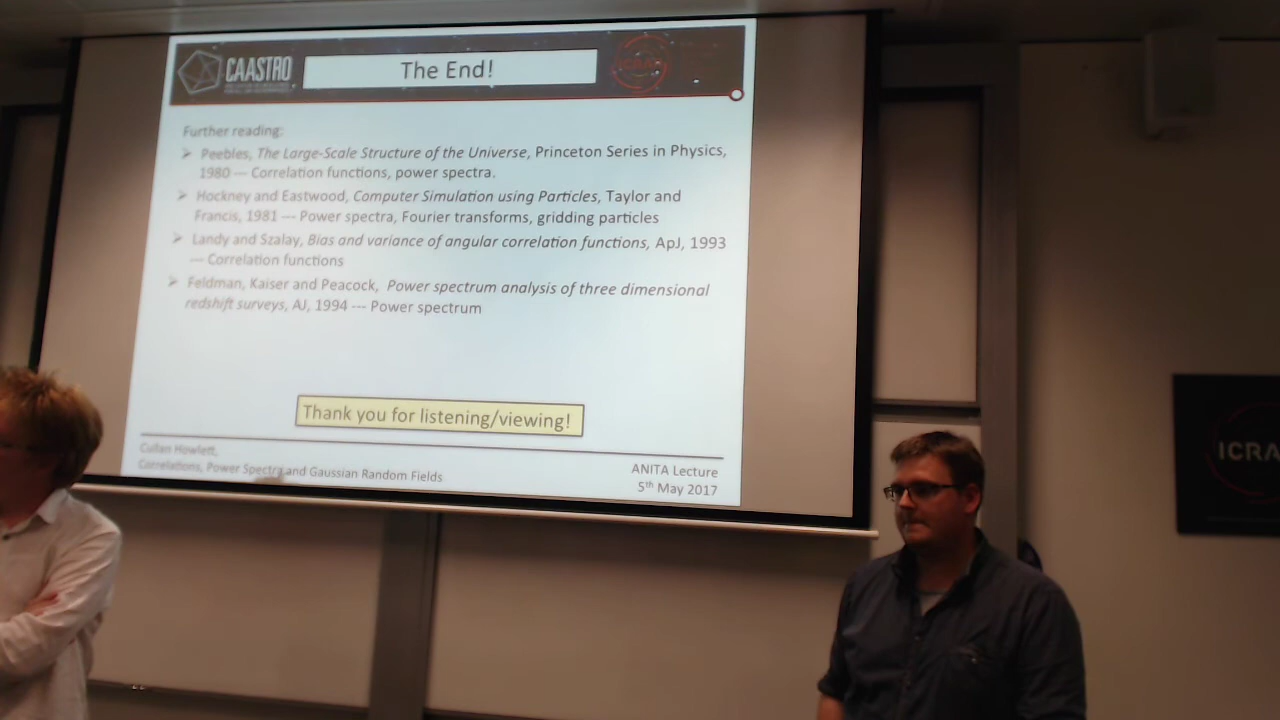 CAASTRO
The End!
ICRAR
Further reading:
➢ Peebles, The Large-Scale Structure of the Universe, Princeton Series in Physics,
1980 --- Correlation functions, power spectra.
➢ Hockney and Eastwood, Computer Simulation using Particles, Taylor and
Francis, 1981 --- Power spectra, Fourier transforms, gridding particles
➢ Landy and Szalay, Bias and variance of angular correlation functions, ApJ, 1993
--- Correlation functions
➢ Feldman, Kaiser and Peacock, Power spectrum analysis of three dimensional
redshift surveys, AJ, 1994 --- Power spectrum
Thank you for listening/viewing!
Cullan Howlett,
Correlations, Power Spectra and Gaussian Random Fields
ANITA Lecture
5th May 2017
ICRA